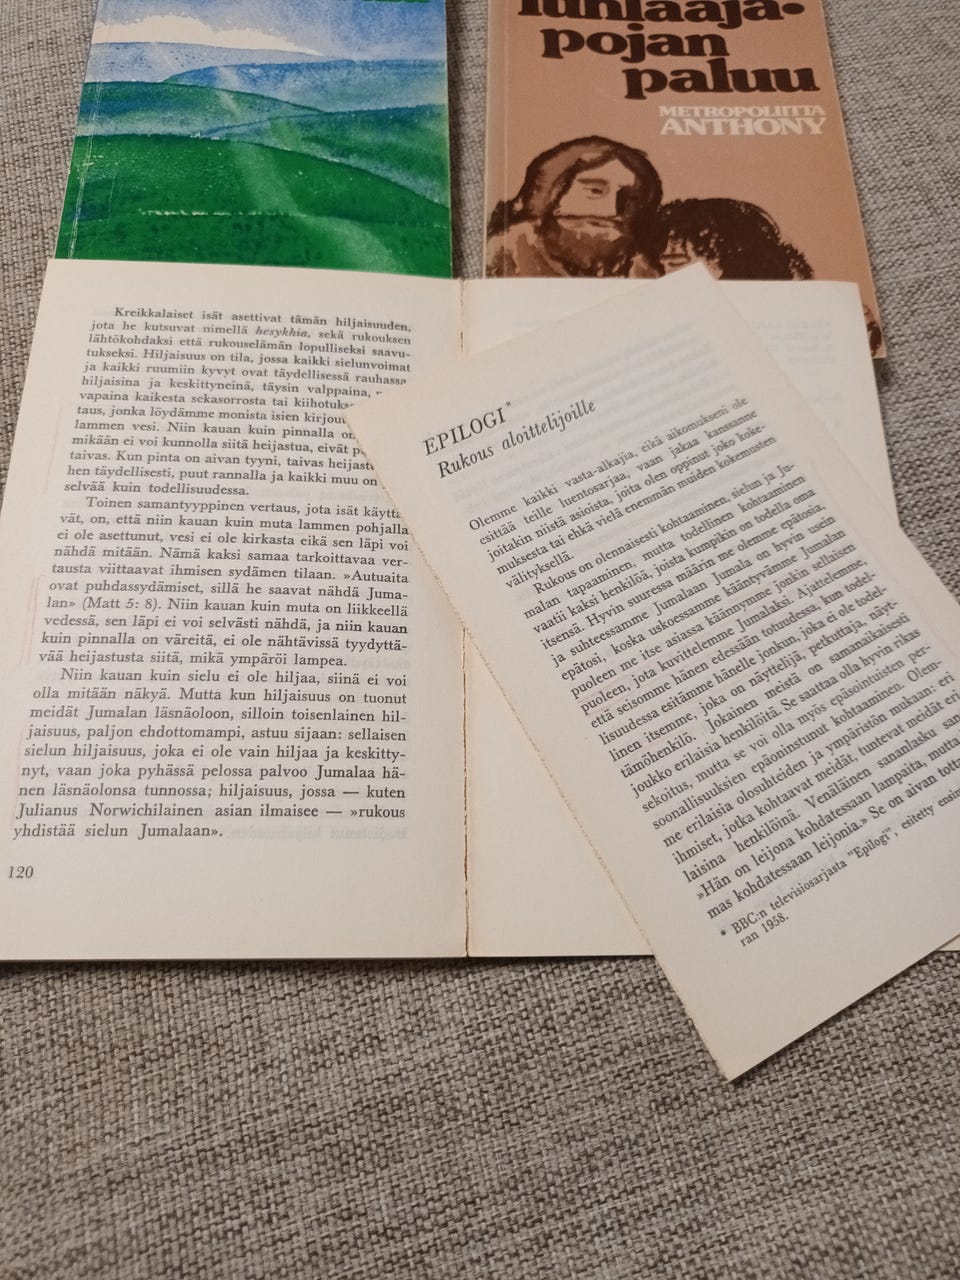 pojan
paluu
METROPOLIITTA
ANTHONY
Kreikkalaiset isät asettivat tämän hiljaisuuden,
jota he kutsuvat nimellä hesykhia, sekä rukouksen
lähtökohdaksi että rukouselämän lopulliseksi saavu-
tukseksi. Hiljaisuus on tila, jossa kaikki sielunvoimat
ja kaikki ruumiin kyvyt ovat täydellisessä rauhassa
hiljaisina ja keskittyneinä, täysin valppaina,
vapaina kaikesta sekasorrosta tai
taus, jonka löydämme monista isien
lammen vesi. Niin kauan kuin pinnalla on
mikään ei voi kunnolla siitä heijastua, eivät
taivas. Kun pinta on aivan tyyni, taivas
hen täydellisesti, puut rannalla ja kaikki muu on
selvää kuin todellisuudessa.
Toinen samantyyppinen vertaus, jota isät
vät, on, että niin kauan kuin muta lammen pohjalla
ei ole asettunut, vesi ei ole kirkasta eikä sen läpi voi
nähdä mitään. Nämä kaksi samaa tarkoittavaa ver-
tausta viittaavat ihmisen sydämen tilaan. »Autuaita
ovat puhdassydämiset, sillä he saavat nähdä Juma-
lan» (Matt 5: 8). Niin kauan kuin muta on liikkeellä
vedessä, sen läpi ei voi selvästi nähdä, ja niin kauan
kuin pinnalla on väreitä, ei ole nähtävissä tyydyttä-
vää heijastusta siitä, mikä ympäröi lampea.
Niin kauan kuin sielu ei ole hiljaa, siinä ei voi
olla mitään näkyä. Mutta kun hiljaisuus on tuonut
meidät Jumalan läsnäoloon, silloin toisenlainen hil-
jaisuus, paljon ehdottomampi, astuu sijaan: sellaisen
sielun hiljaisuus, joka ei ole vain hiljaa ja keskitty-
nyt, vaan joka pyhässä pelossa palvoo Jumalaa hä-
nen läsnäolonsa tunnossa; hiljaisuus, jossa — kuten
Julianus Norwichilainen asian ilmaisee — »rukous
yhdistää sielun Jumalaan».
120
EPILOGI*
Rukous aloittelijoille
Olemme kaikki vasta-alkajia, eikä aikomukseni ole
esittää teille luentosarjaa, vaan jakaa kanssanne
joitakin niistä asioista, joita olen oppinut joko koke-
muksesta tai ehkä vielä enemmän muiden kokemusten
välityksellä.
Rukous on olennaisesti kohtaaminen, sielun ja Ju-
malan tapaaminen, mutta todellinen kohtaaminen
vaatii kaksi henkilöä, joista kumpikin on todella oma
itsensä. Hyvin suuressa määrin me olemme epätosia,
ja suhteessamme Jumalaan Jumala on hyvin usein
epätosi, koska uskoessamme kääntyvämme Jumalan
puoleen me itse asiassa käännymme jonkin sellaisen
puoleen, jota kuvittelemme Jumalaksi. Ajattelemme,
että seisomme hänen edessään totuudessa, kun todel-
lisuudessa esitämme hänelle jonkun, joka ei ole todel-
linen itsemme, joka on näyttelijä, petkuttaja, näyt-
tämöhenkilö. Jokainen meistä on samanaikaisesti
joukko erilaisia henkilöitä. Se saattaa olla hyvin rikas
sekoitus, mutta se voi olla myös epäsointuisten per-
soonallisuuksien epäonnistunut kohtaaminen. Olem-
me erilaisia olosuhteiden ja ympäristön mukaan: eri
ihmiset, jotka kohtaavat meidät, tuntevat meidät
laisina henkilöinä. Venäläinen sananlasku
»Hän on leijona kohdatessaan lampaita, mutta
mas kohdatessaan leijonia.» Se on aivan
* BBC:n televisiosarjasta "Epilogi", esitetty
ran 1958.